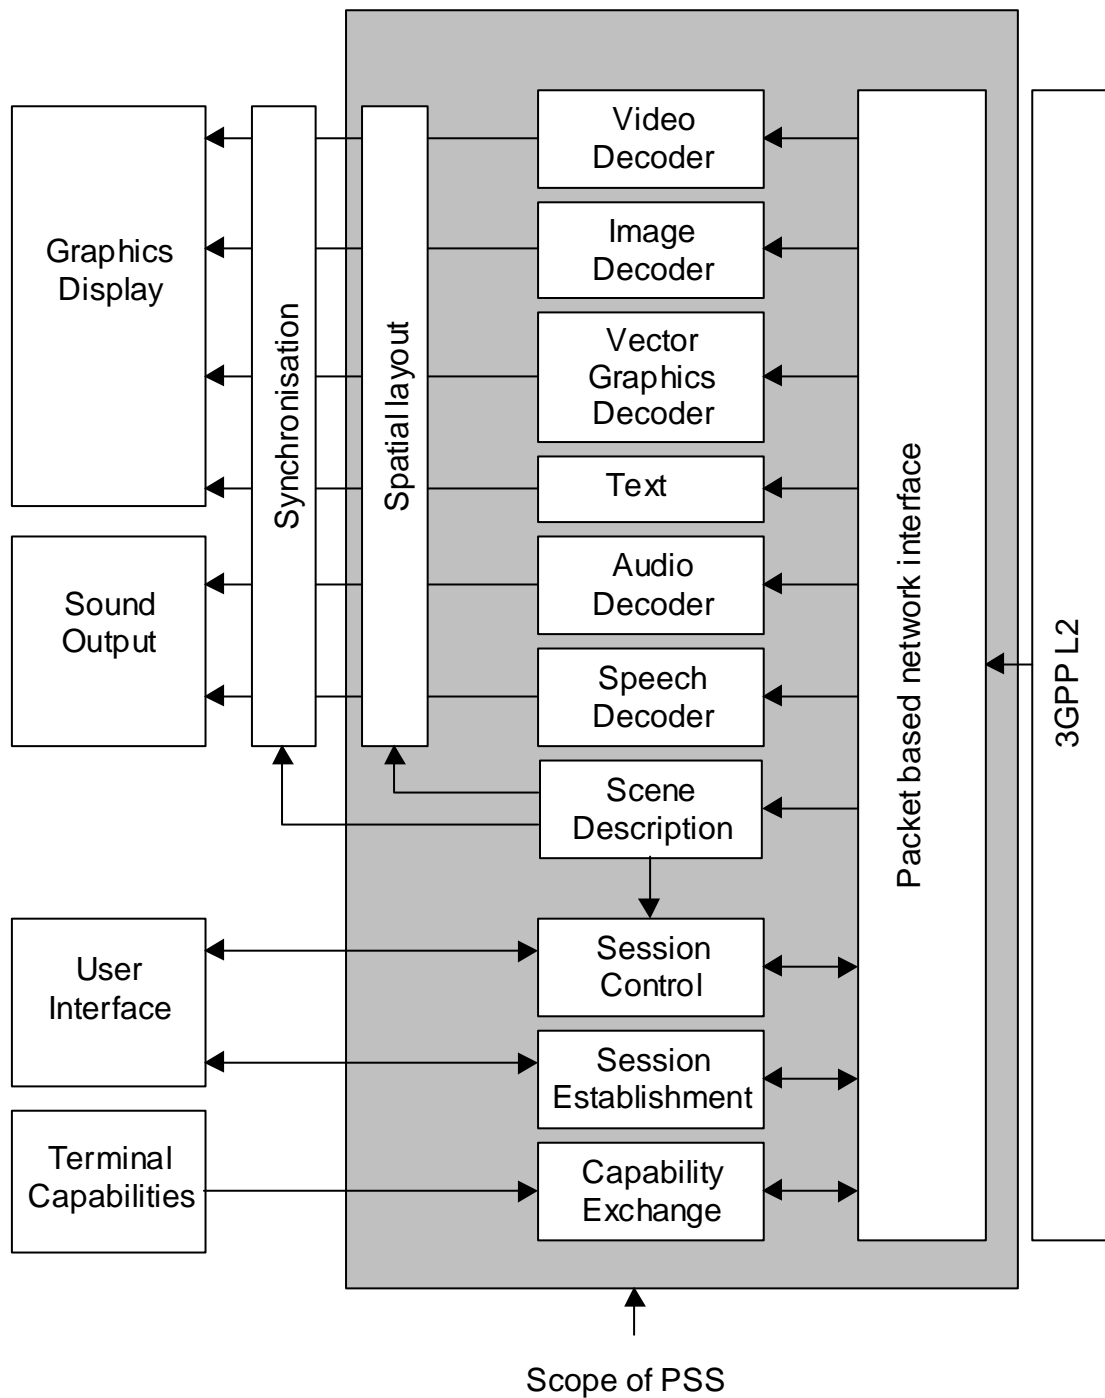 Graphics
Display
Sound
Output
User
Interface
Terminal
Capabilities
Synchronisation
Spatial layout
Video
Decoder
Image
Decoder
Vector
Graphics
Decoder
Text
Audio
Decoder
Speech
Decoder
Scene
Description
Session
Control
Session
Establishment
Capability
Exchange
Packet based network interface
3GPP L2
Scope of PSS